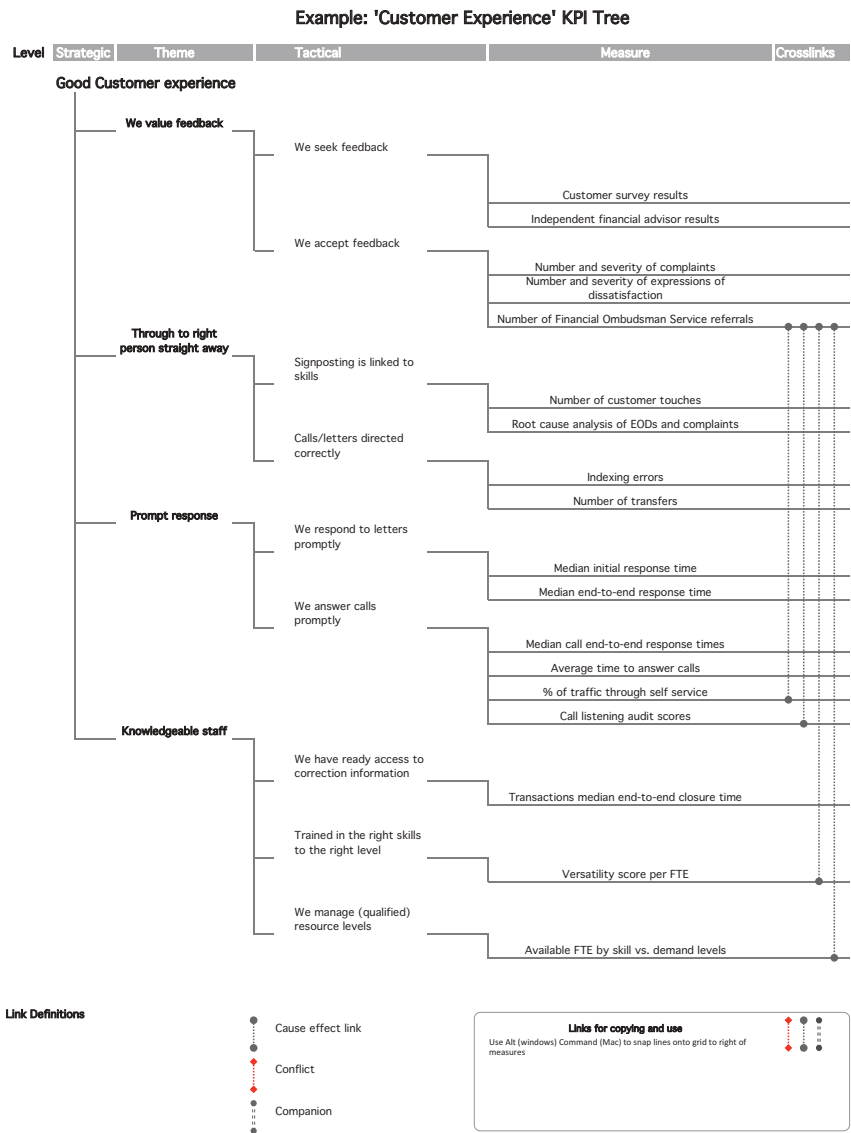 Example: 'Customer Experience' KPI Tree
Level
Strategic
Theme
Tactical
Measure
Crosslinks
Good Customer experience
We value feedback
We seek feedback
Customer survey results
Independent financial advisor results
We accept feedback
Number and severity of complaints
Number and severity of expressions of
dissatisfaction
Number of Financial Ombudsman Service referrals
Through to right
person straight away
Signposting is linked to
skills
Number of customer touches
Root cause analysis of EODs and complaints
Calls/letters directed
correctly
Indexing errors
Number of transfers
Prompt response
We respond to letters
promptly
Median initial response time
Median end-to-end response time
We answer calls
promptly
Median call end-to-end response times
Average time to answer calls
% of traffic through self service
Call listening audit scores
Knowledgeable staff
We have ready access to
correction information
Transactions median end-to-end closure time
Trained in the right skills
to the right level
Versatility score per FTE
We manage (qualified)
resource levels
Available FTE by skill vs. demand levels
Link Definitions
Cause effect link
Conflict
Companion
Links for copying and use
Use Alt (windows) Command (Mac) to snap lines onto grid to right of
measures